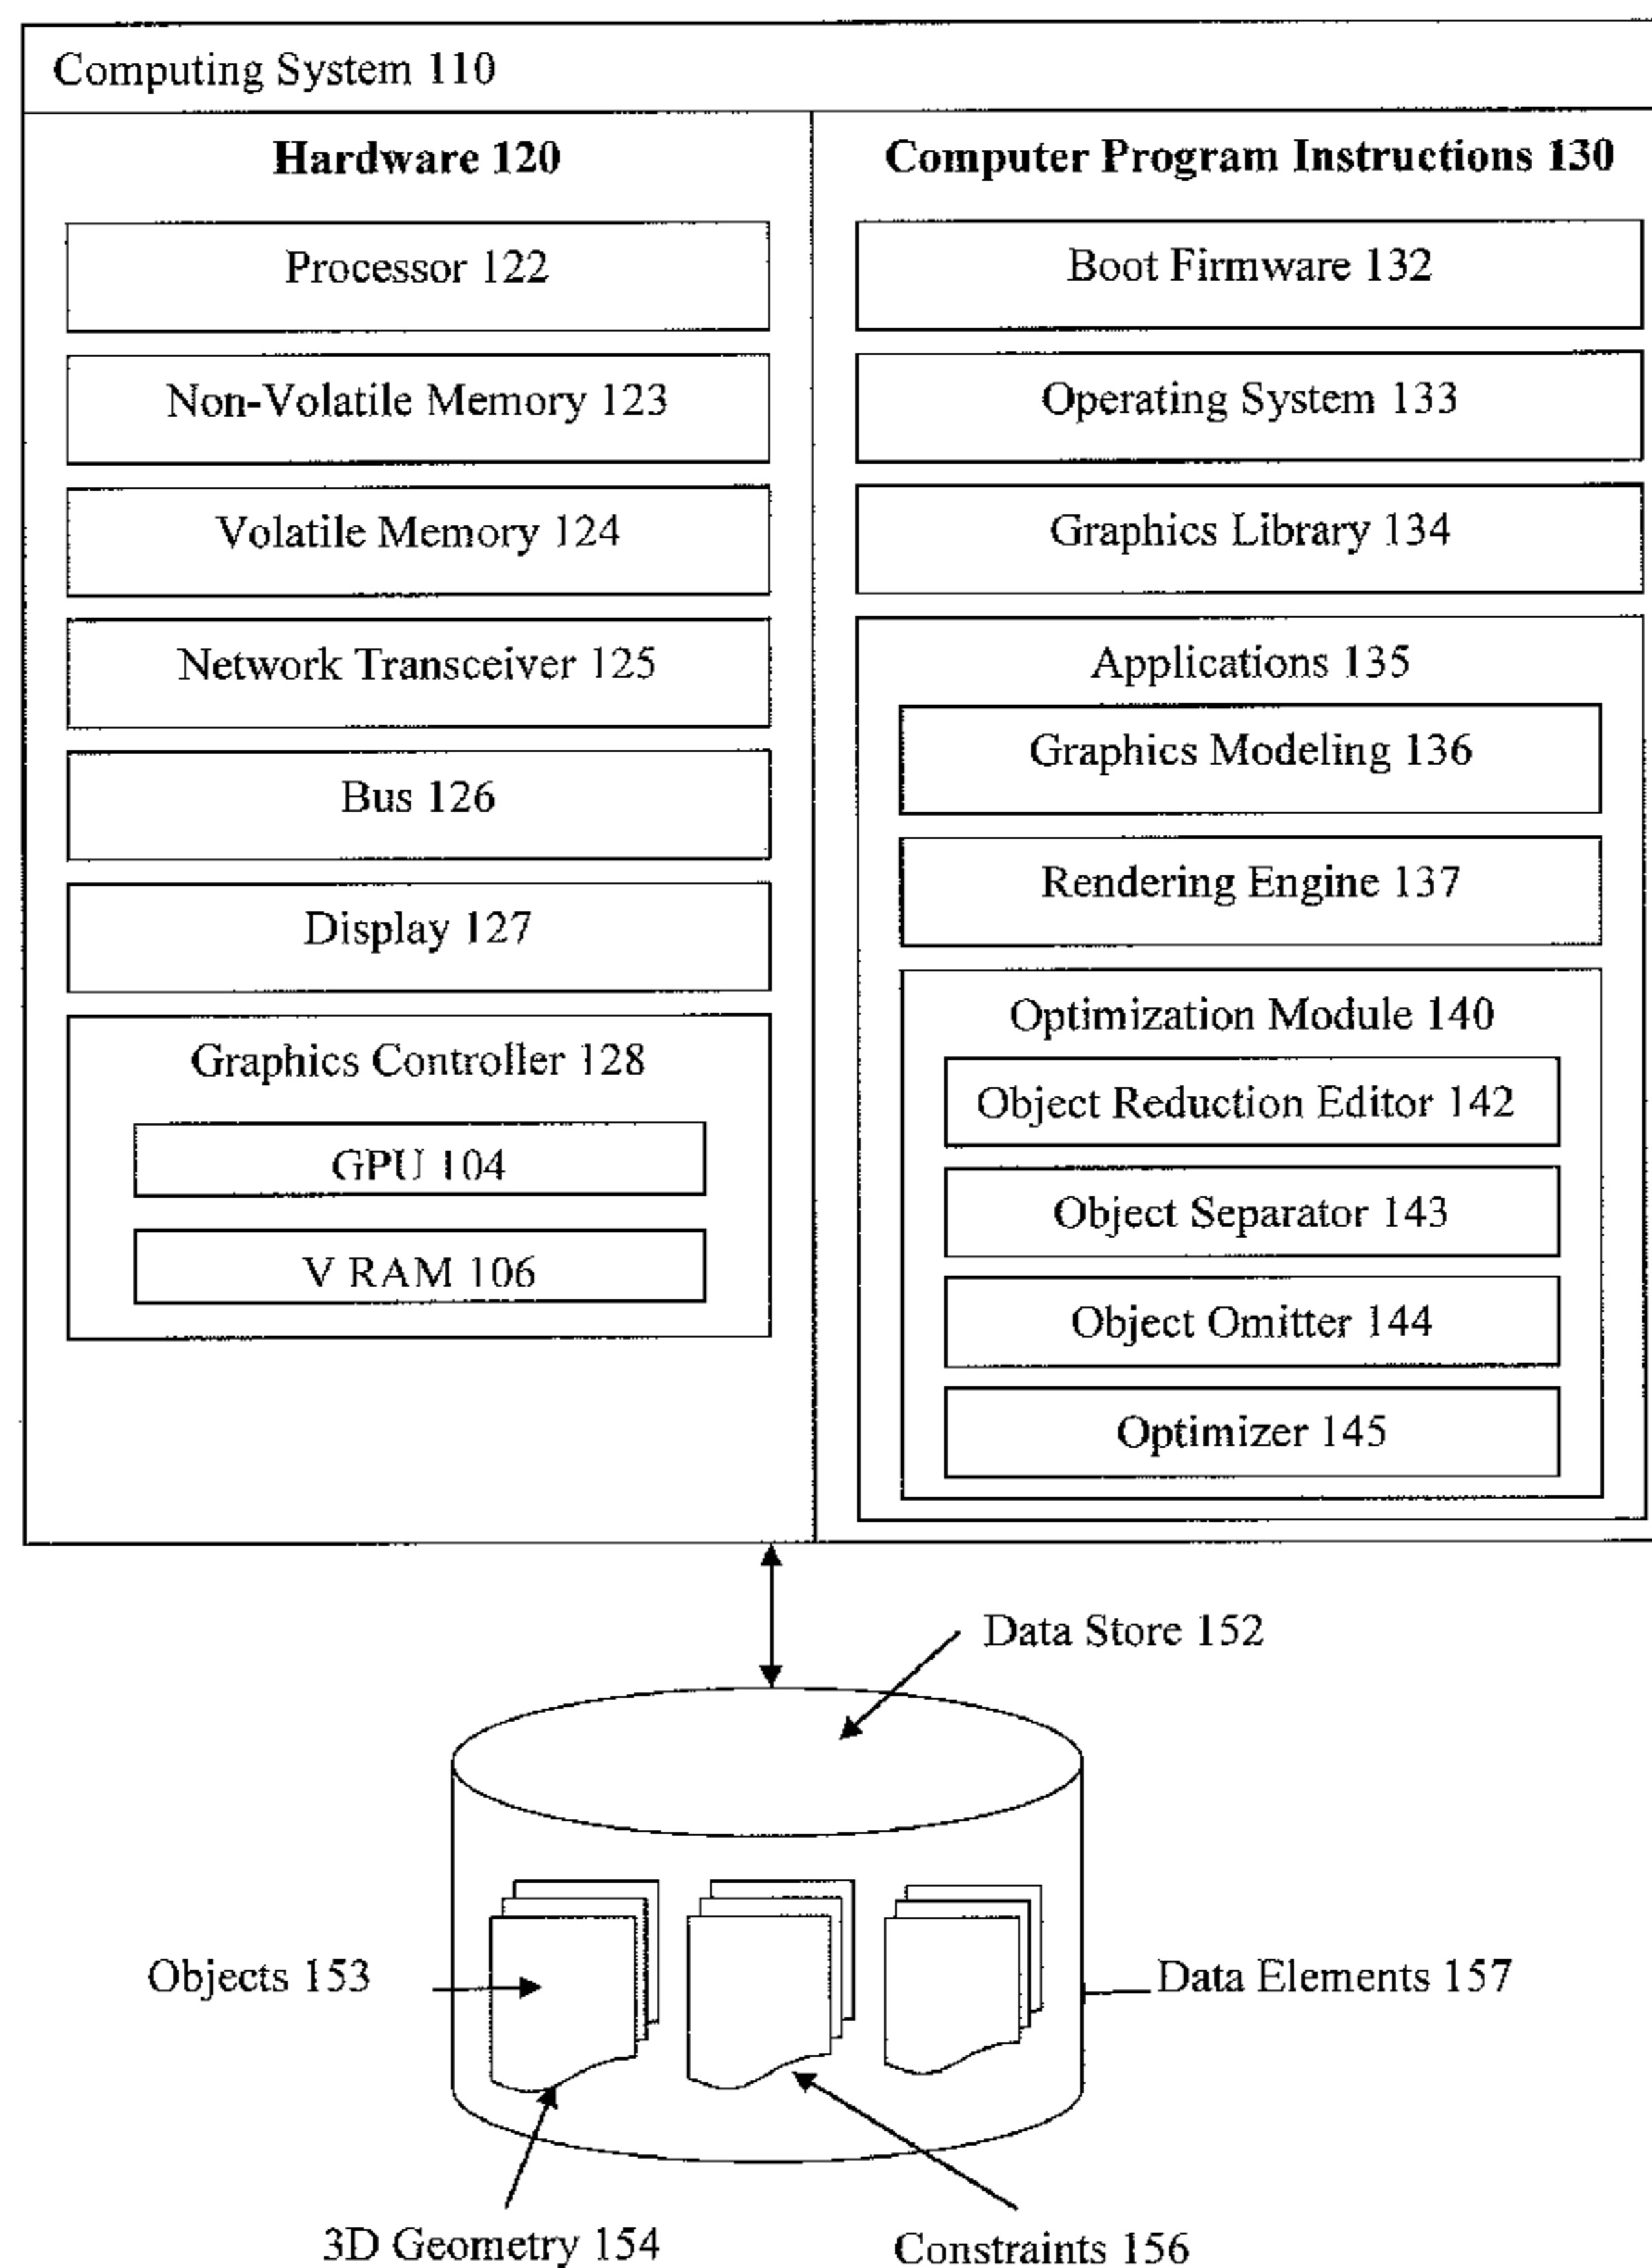 Computing System 110
Hardware 120
Processor 122
Non-Volatile Memory 123
Volatile Memory 124
Network Transceiver 125
Bus 126
Display 127
Graphics Controller 128
GPU 104
V RAM 106
Computer Program Instructions 130
Boot Firmware 132
Operating System 133
Graphics Library 134
Applications 135
Graphics Modeling 136
Rendering Engine 137
Optimization Module 140
Object Reduction Editor 142
Object Separator 143
Object Omitter 144
Optimizer 145
Data Store 152
Objects 153
Data Elements 157
3D Geometry 154
Constraints 156